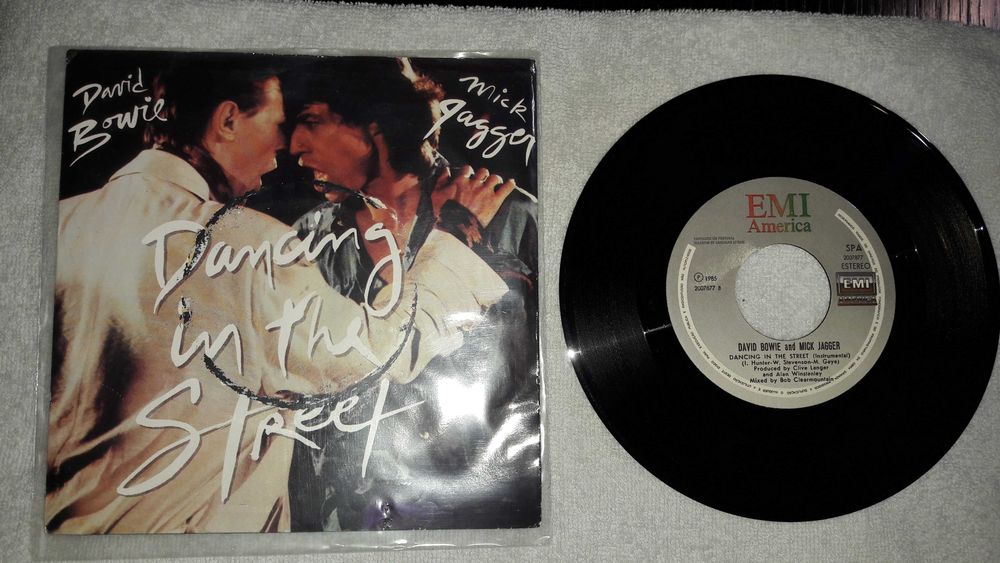 David
Bowie
Mick
Jagger
Dancing
in the
Street
EMI
America
SPA
2007877
ESTEREO
℗ 1985
2007877 B
EMI
DAVID BOWIE and MICK JAGGER
DANCING IN THE STREET (Instrumental)
(I. Hunter-W. Stevenson-M. Gaye)
Produced by Clive Langer
and Alan Winstanley
Mixed by Bob Clearmountain